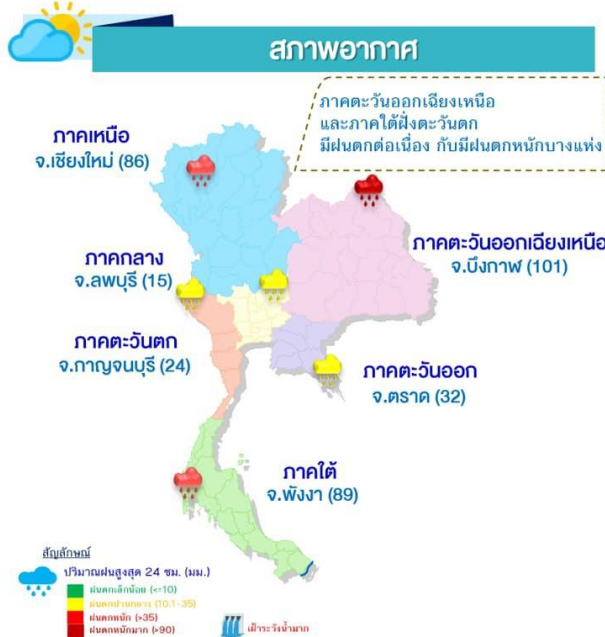 สภาพอากาศ
ภาคตะวันออกเฉียงเหนือ
และภาคใต้ฝั่งตะวันตก
มีฝนตกต่อเนื่อง กับมีฝนตกหนักบางแห่ง
ภาคเหนือ
จ.เชียงใหม่ (86)
ภาคตะวันออกเฉียงเหนือ
จ.บึงกาฬ (101)
ภาคกลาง
จ.ลพบุรี (15)
ภาคตะวันตก
จ.กาญจนบุรี (24)
ภาคตะวันออก
จ.ตราด (32)
ภาคใต้
จ.พังงา (89)
สัญลักษณ์
ปริมาณฝนสูงสุด 24 ชม. (มม.)
ฝนตกเล็กน้อย (<=10)
ฝนตกปานกลาง (10.1-35)
ฝนตกหนัก (>35)
ฝนตกหนักมาก (>90)
เฝ้าระวังน้ำมาก